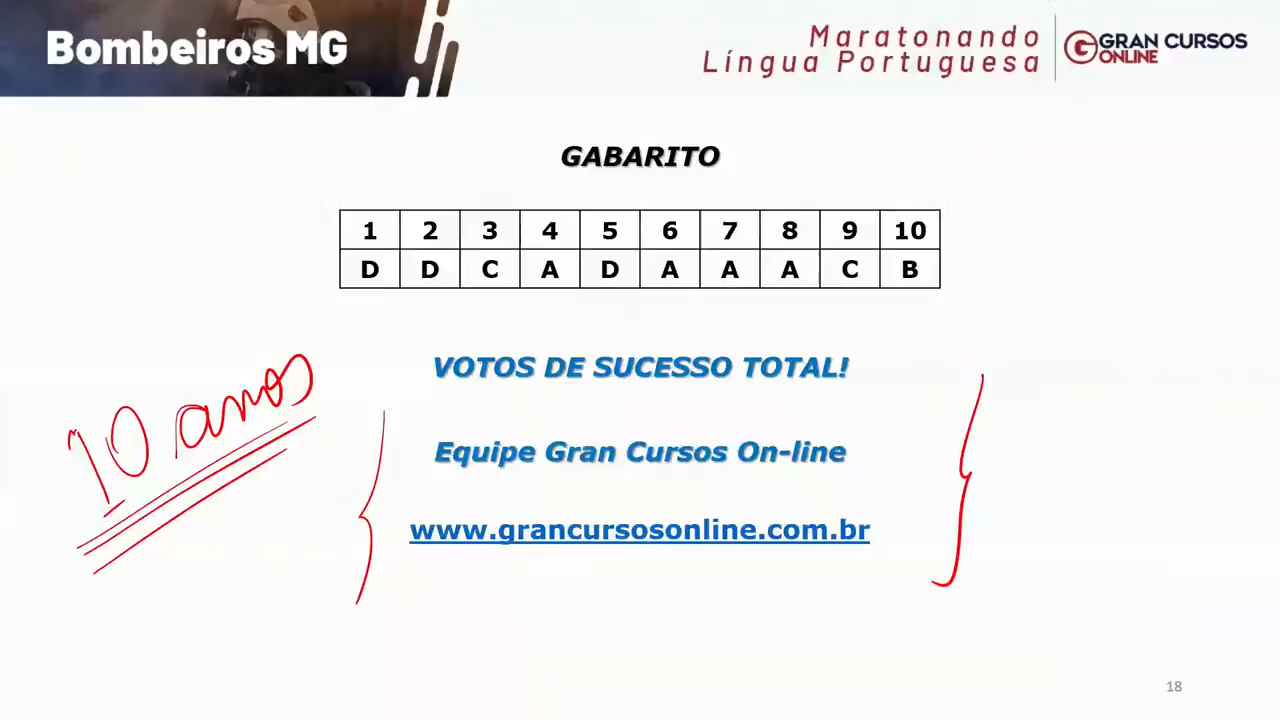 Bombeiros MG
Maratonando
Língua Portuguesa
GRAN CURSOS
ONLINE
GABARITO
1 2 3 4 5 6 7 8 9 10
D D C A D A A A C B
VOTOS DE SUCESSO TOTAL!
10 anos
Equipe Gran Cursos On-line
www.grancursosonline.com.br
18